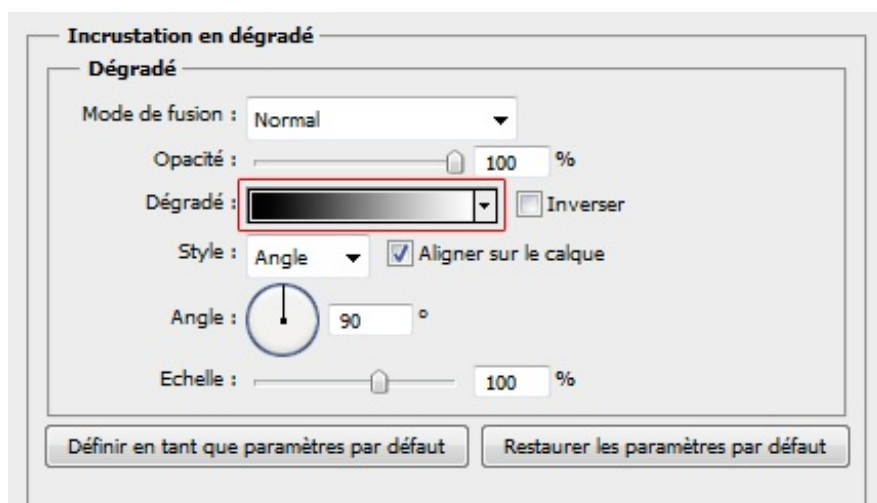 Incrustation en dégradé
Dégradé
Mode de fusion : Normal
Opacité : 100 %
Dégradé : Inverser
Style : Angle Aligner sur le calque
Angle : 90 °
Echelle : 100 %
Définir en tant que paramètres par défaut Restaurer les paramètres par défaut